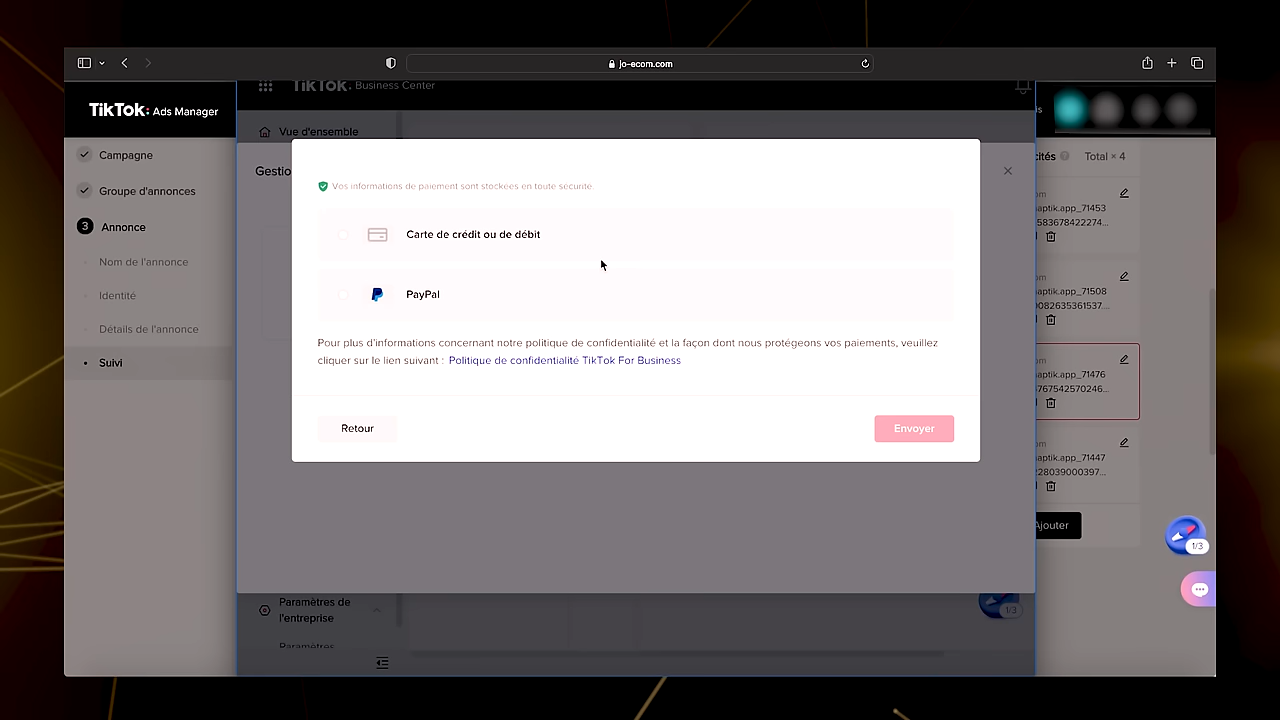 jo-ecom.com
TikTok: Business Center
TikTok: Ads Manager
Vue d'ensemble
Campagne
Groupe d'annonces
3 Annonce
Nom de l'annonce
Identité
Détails de l'annonce
Suivi
Gestio
Vos informations de paiement sont stockées en toute sécurité.
Carte de crédit ou de débit
PayPal
Pour plus d'informations concernant notre politique de confidentialité et la façon dont nous protégeons vos paiements, veuillez
cliquer sur le lien suivant : Politique de confidentialité TikTok For Business
Retour
Envoyer
Paramètres de
l'entreprise
Paramètres
1/3
cités Total × 4
aptik.app_71453
583678422274...
aptik.app_71508
0082635361537...
aptik.app_71476
4767542570246...
aptik.app_71447
228039000397...
Ajouter
1/3